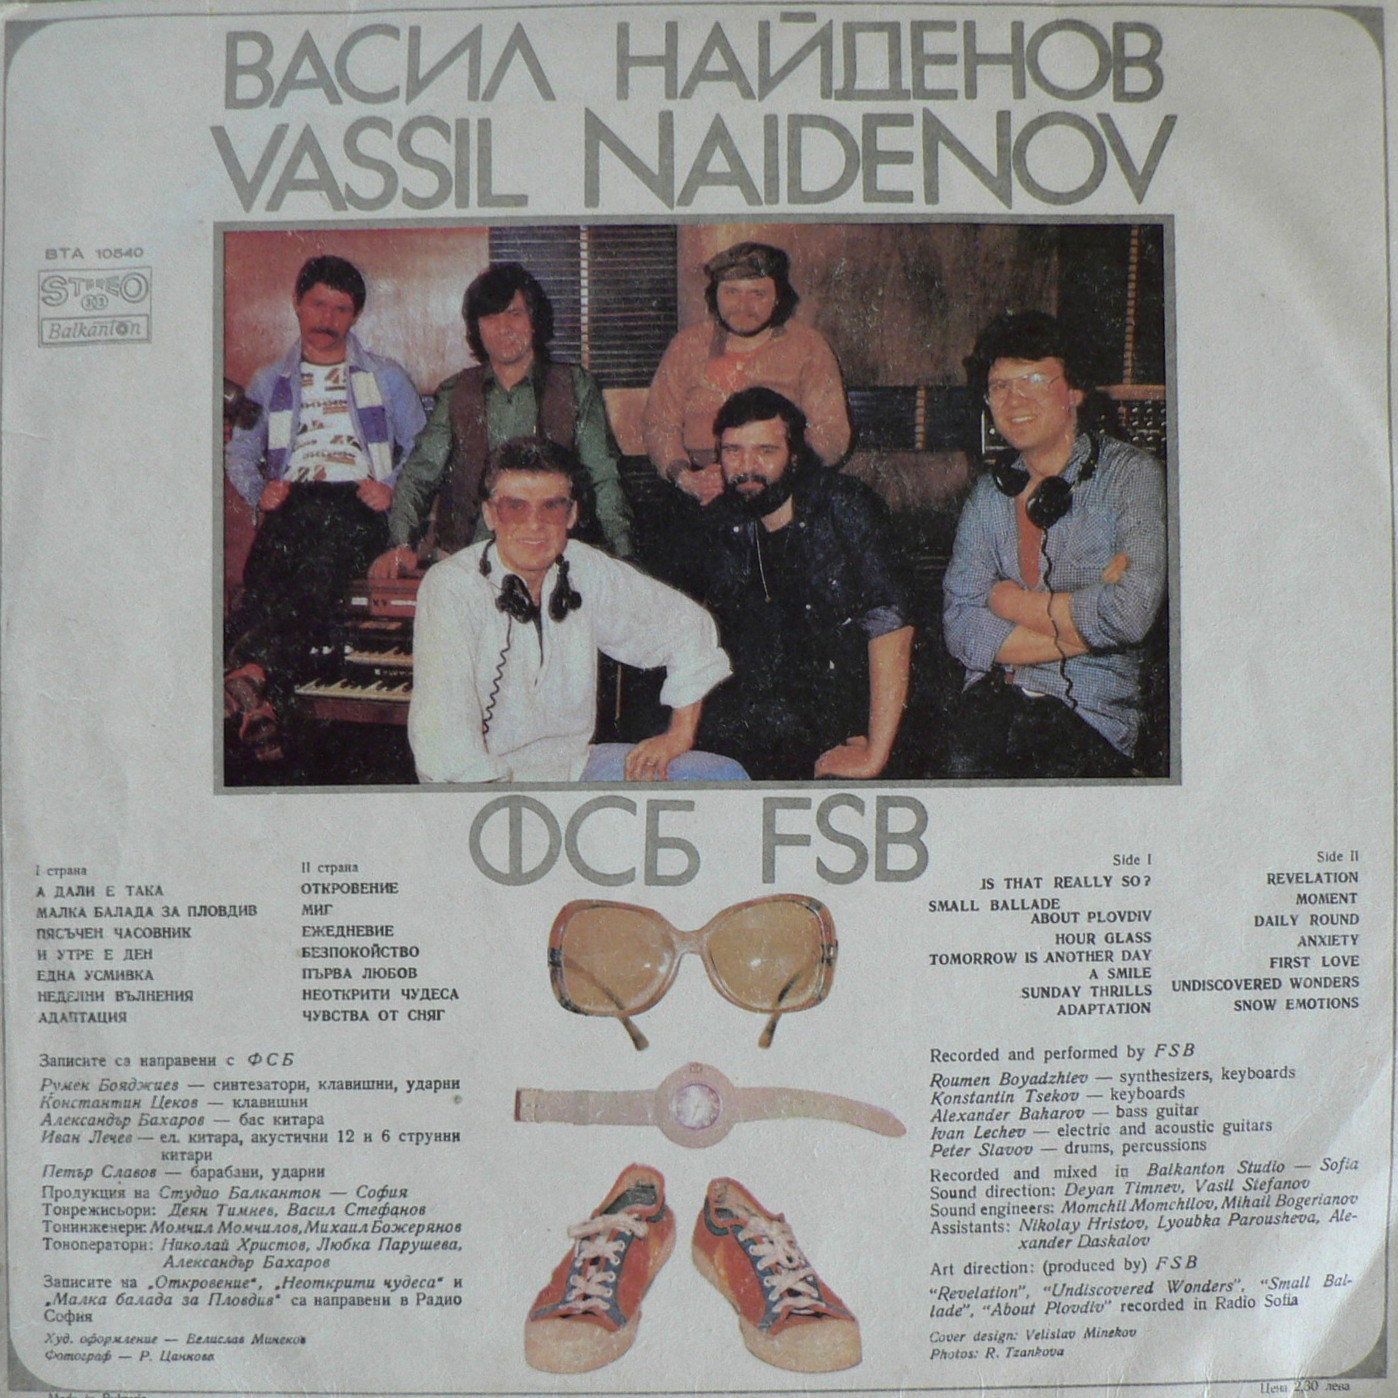 ВАСИЛ НАЙДЕНОВ
VASSIL NAIDENOV
ВТА 10540
STEREO
33
Balkanton
ФСБ FSB
I страна
А ДАЛИ Е ТАКА
МАЛКА БАЛАДА ЗА ПЛОВДИВ
ПЯСЪЧЕН ЧАСОВНИК
И УТРЕ Е ДЕН
ЕДНА УСМИВКА
НЕДЕЛНИ ВЪЛНЕНИЯ
АДАПТАЦИЯ
II страна
ОТКРОВЕНИЕ
МИГ
ЕЖЕДНЕВИЕ
БЕЗПОКОЙСТВО
ПЪРВА ЛЮБОВ
НЕОТКРИТИ ЧУДЕСА
ЧУВСТВА ОТ СНЯГ
Side I
IS THAT REALLY SO?
SMALL BALLADE
ABOUT PLOVDIV
HOUR GLASS
TOMORROW IS ANOTHER DAY
A SMILE
SUNDAY THRILLS
ADAPTATION
Side II
REVELATION
MOMENT
DAILY ROUND
ANXIETY
FIRST LOVE
UNDISCOVERED WONDERS
SNOW EMOTIONS
Записите са направени с ФСБ
Румен Бояджиев — синтезатори, клавишни, ударни
Константин Цеков — клавишни
Александър Бахаров — бас китара
Иван Лечев — ел. китара, акустични 12 и 6 струнни
китари
Петър Славов — барабани, ударни
Продукция на Студио Балкантон — София
Тонрежисьори: Деян Тимнев, Васил Стефанов
Тонинженери: Момчил Момчилов, Михаил Божерянов
Тоноператори: Николай Христов, Любка Парушева,
Александър Бахаров
Записите на „Откровение“, „Неоткрити чудеса“ и
„Малка балада за Пловдив“ са направени в Радио
София
Худ. оформление — Велислав Минеков
Фотограф — Р. Цанкова
Recorded and performed by FSB
Roumen Boyadzhiev — synthesizers, keyboards
Konstantin Tsekov — keyboards
Alexander Baharov — bass guitar
Ivan Lechev — electric and acoustic guitars
Peter Slavov — drums, percussions
Recorded and mixed in Balkanton Studio — Sofia
Sound direction: Deyan Timnev, Vasil Stefanov
Sound engineers: Momchil Momchilov, Mihail Bogerianov
Assistants: Nikolay Hristov, Lyoubka Parousheva, Ale-
xander Daskalov
Art direction: (produced by) FSB
“Revelation”, “Undiscovered Wonders”, “Small Bal-
lade”, “About Plovdiv” recorded in Radio Sofia
Cover design: Velislav Minekov
Photos: R. Tzankova
Цена 2,30 лева